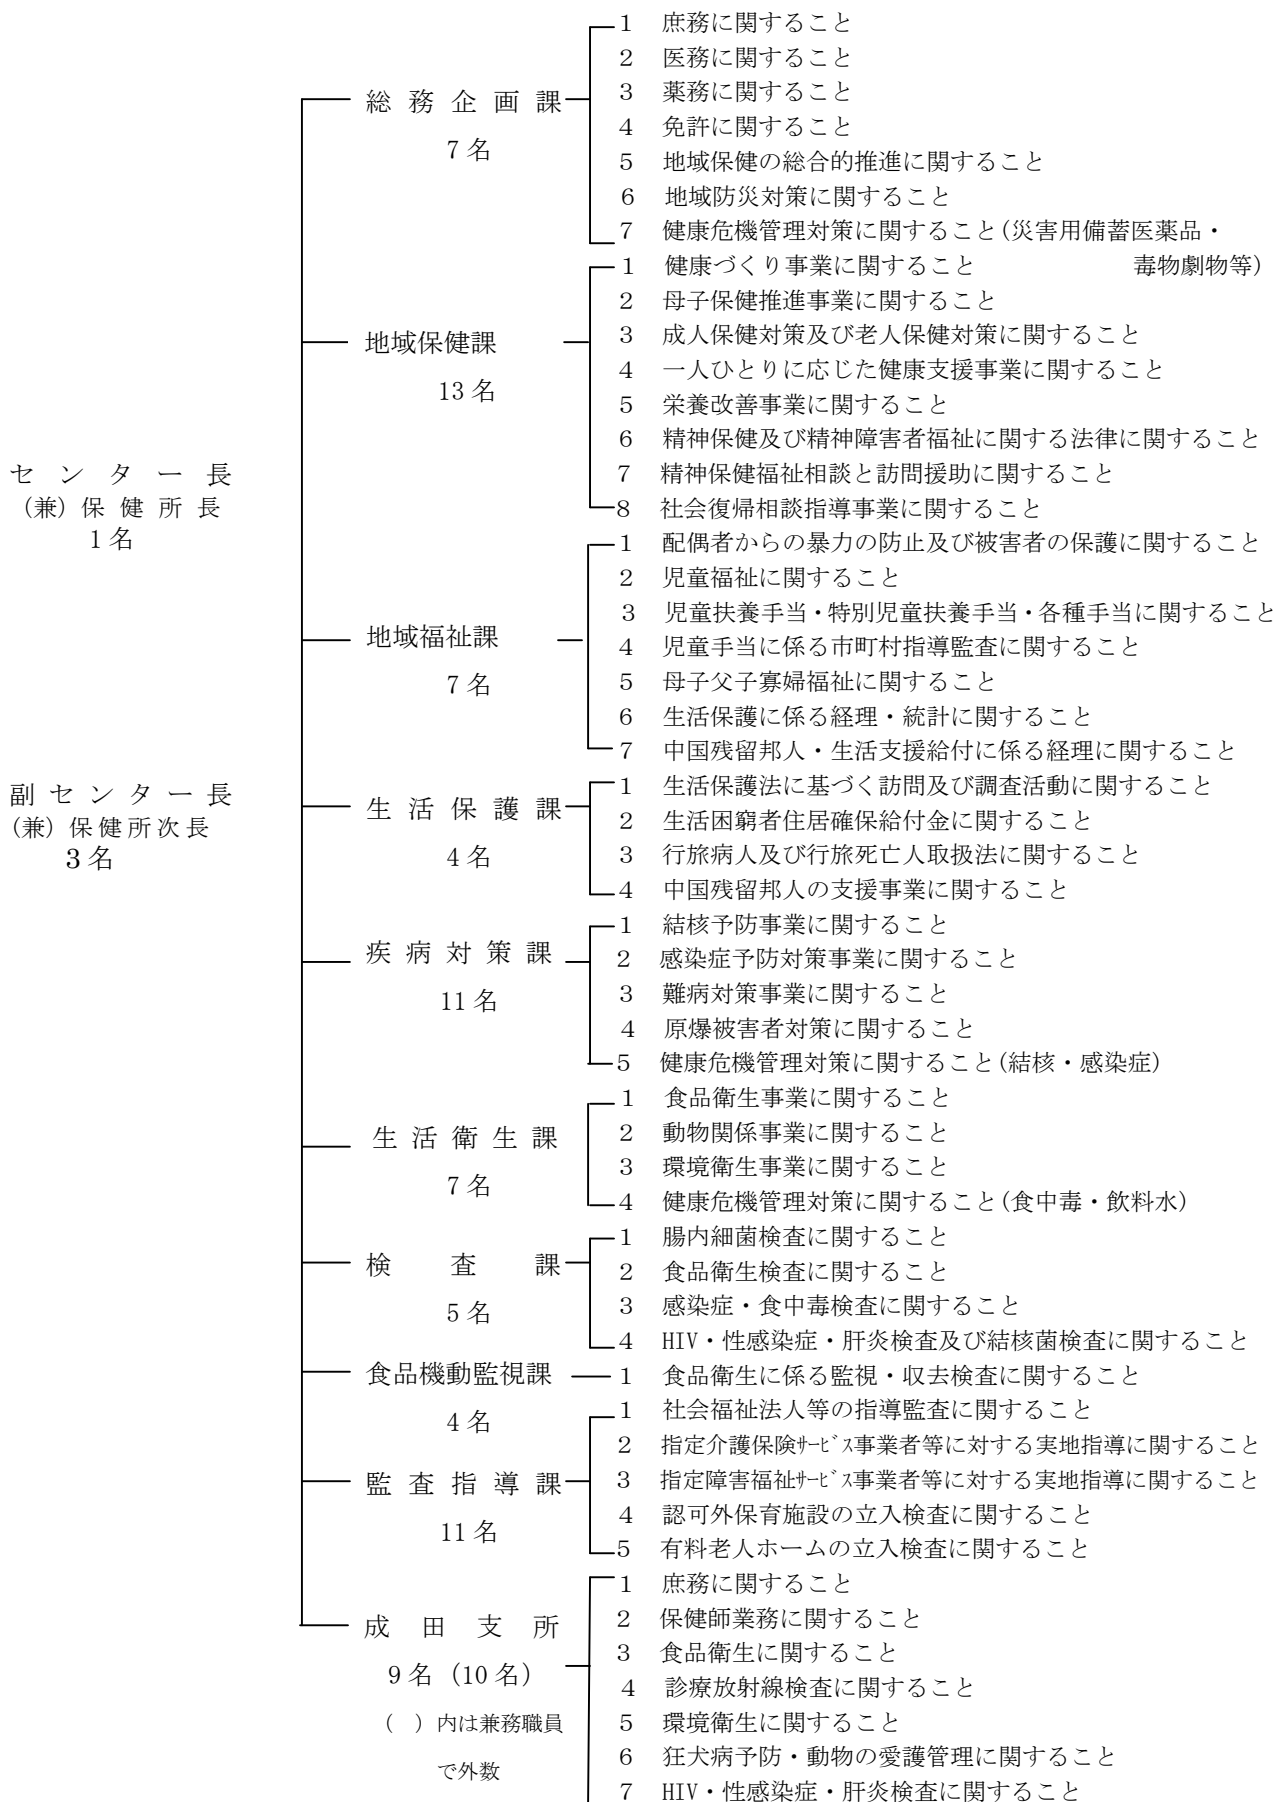 センター長
(兼)保健所長
1名
副センター長
(兼)保健所次長
3名
総務企画課
7名
1 庶務に関すること
2 医務に関すること
3 薬務に関すること
4 免許に関すること
5 地域保健の総合的推進に関すること
6 地域防災対策に関すること
7 健康危機管理対策に関すること(災害用備蓄医薬品・
毒物劇物等)
地域保健課
13名
1 健康づくり事業に関すること
2 母子保健推進事業に関すること
3 成人保健対策及び老人保健対策に関すること
4 一人ひとりに応じた健康支援事業に関すること
5 栄養改善事業に関すること
6 精神保健及び精神障害者福祉に関する法律に関すること
7 精神保健福祉相談と訪問援助に関すること
8 社会復帰相談指導事業に関すること
地域福祉課
7名
1 配偶者からの暴力の防止及び被害者の保護に関すること
2 児童福祉に関すること
3 児童扶養手当・特別児童扶養手当・各種手当に関すること
4 児童手当に係る市町村指導監査に関すること
5 母子父子寡婦福祉に関すること
6 生活保護に係る経理・統計に関すること
7 中国残留邦人・生活支援給付に係る経理に関すること
生活保護課
4名
1 生活保護法に基づく訪問及び調査活動に関すること
2 生活困窮者住居確保給付金に関すること
3 行旅病人及び行旅死亡人取扱法に関すること
4 中国残留邦人の支援事業に関すること
疾病対策課
11名
1 結核予防事業に関すること
2 感染症予防対策事業に関すること
3 難病対策事業に関すること
4 原爆被害者対策に関すること
5 健康危機管理対策に関すること(結核・感染症)
生活衛生課
7名
1 食品衛生事業に関すること
2 動物関係事業に関すること
3 環境衛生事業に関すること
4 健康危機管理対策に関すること(食中毒・飲料水)
検査課
5名
1 腸内細菌検査に関すること
2 食品衛生検査に関すること
3 感染症・食中毒検査に関すること
4 HIV・性感染症・肝炎検査及び結核菌検査に関すること
食品機動監視課
4名
1 食品衛生に係る監視・収去検査に関すること
監査指導課
11名
1 社会福祉法人等の指導監査に関すること
2 指定介護保険ｻｰﾋﾞｽ事業者等に対する実地指導に関すること
3 指定障害福祉ｻｰﾋﾞｽ事業者等に対する実地指導に関すること
4 認可外保育施設の立入検査に関すること
5 有料老人ホームの立入検査に関すること
成田支所
9名(10名)
( )内は兼務職員
で外数
1 庶務に関すること
2 保健師業務に関すること
3 食品衛生に関すること
4 診療放射線検査に関すること
5 環境衛生に関すること
6 狂犬病予防・動物の愛護管理に関すること
7 HIV・性感染症・肝炎検査に関すること